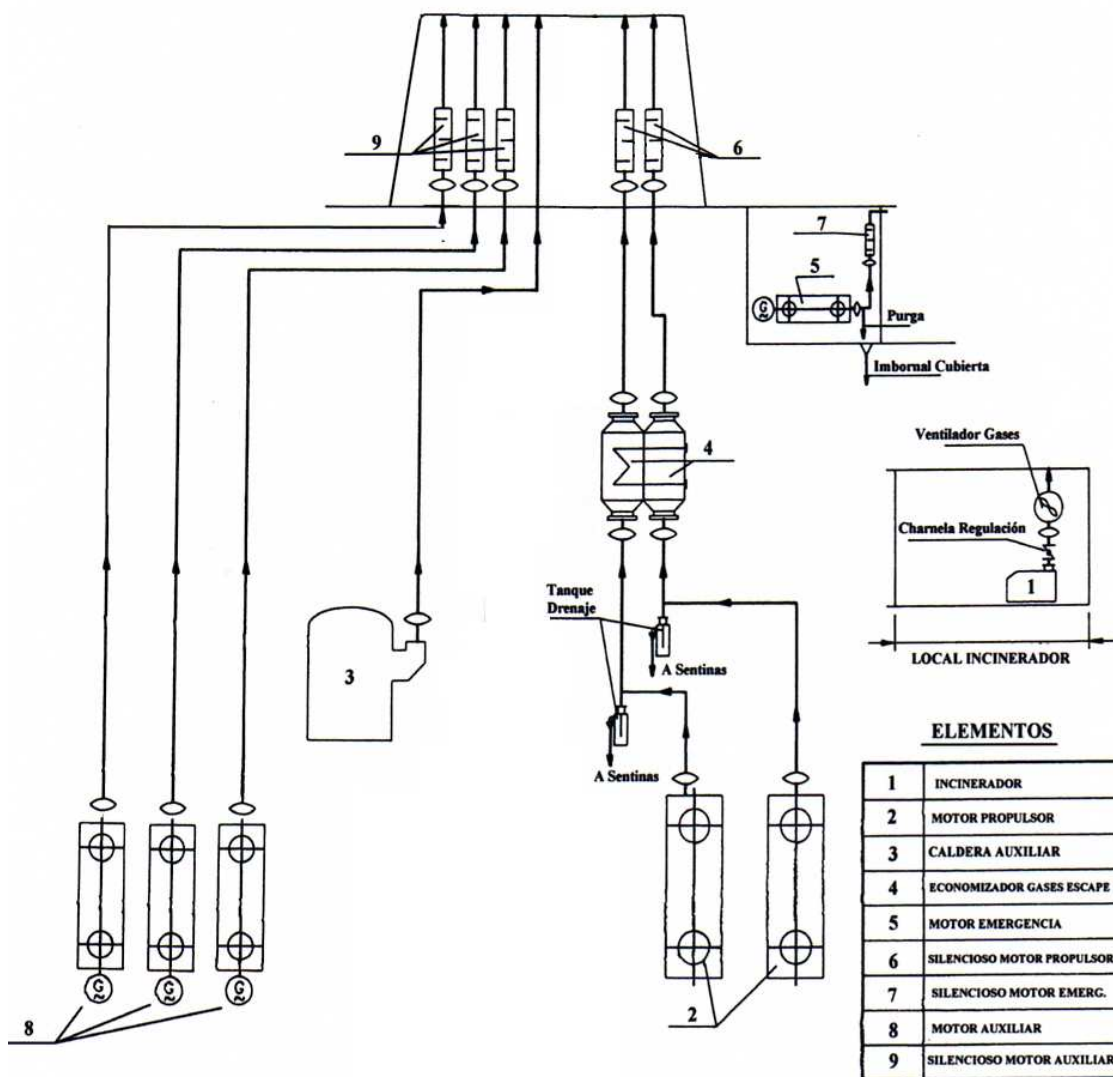 9
6
7
5
G
Purga
Imbornal Cubierta
4
Ventilador Gases
Charnela Regulación
1
Tanque
Drenaje
A Sentinas
3
LOCAL INCINERADOR
A Sentinas
G
G
G
8
2
ELEMENTOS
1 INCINERADOR
2 MOTOR PROPULSOR
3 CALDERA AUXILIAR
4 ECONOMIZADOR GASES ESCAPE
5 MOTOR EMERGENCIA
6 SILENCIOSO MOTOR PROPULSOR
7 SILENCIOSO MOTOR EMERG.
8 MOTOR AUXILIAR
9 SILENCIOSO MOTOR AUXILIAR